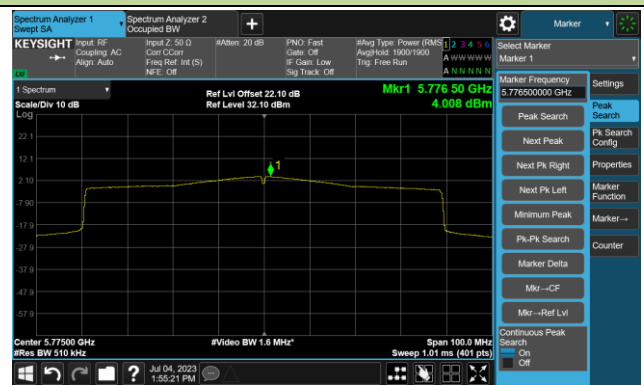 Spectrum Analyzer 1
Swept SA
Spectrum Analyzer 2
Occupied BW
+
Marker
KEYSIGHT
Input: RF
Coupling: AC
Align: Auto
Input Z: 50 Ω
Corr CCorr
Freq Ref: Int (S)
NFE: Off
#Atten: 20 dB
PNO: Fast
Gate: Off
IF Gain: Low
Sig Track: Off
#Avg Type: Power (RMS
Avg|Hold: 1900/1900
Trig: Free Run
1 2 3 4 5 6
A W W W W W
A N N N N N
LW
Select Marker
Marker 1
1 Spectrum
Scale/Div 10 dB
Log
Ref Lvl Offset 22.10 dB
Ref Level 32.10 dBm
Mkr1 5.776 50 GHz
4.008 dBm
22.1
12.1
2.10
-7.90
-17.9
-27.9
-37.9
-47.9
-57.9
1
Center 5.77500 GHz
#Res BW 510 kHz
#Video BW 1.6 MHz*
Span 100.0 MHz
Sweep 1.01 ms (401 pts)
Marker Frequency
5.776500000 GHz
Peak Search
Next Peak
Next Pk Right
Next Pk Left
Minimum Peak
Pk-Pk Search
Marker Delta
Mkr→CF
Mkr→Ref Lvl
Continuous Peak
Search
On
Off
Settings
Peak
Search
Pk Search
Config
Properties
Marker
Function
Marker→
Counter
?
Jul 04, 2023
1:55:21 PM